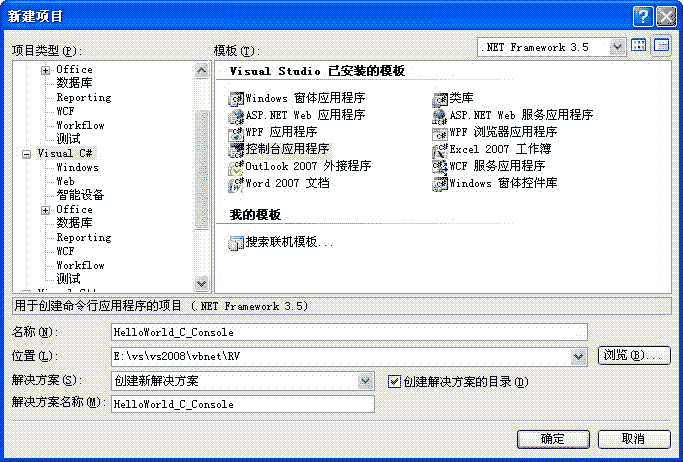 新建项目
项目类型(P):
模板(T):
.NET Framework 3.5
Office
数据库
Reporting
WCF
Workflow
测试
Visual C#
Windows
Web
智能设备
Office
数据库
Reporting
WCF
Workflow
测试
Visual Studio 已安装的模板
Windows 窗体应用程序
类库
ASP.NET Web 应用程序
ASP.NET Web 服务应用程序
WPF 应用程序
WPF 浏览器应用程序
控制台应用程序
Excel 2007 工作簿
Outlook 2007 外接程序
WCF 服务应用程序
Word 2007 文档
Windows 窗体控件库
我的模板
搜索联机模板...
用于创建命令行应用程序的项目 (.NET Framework 3.5)
名称(N): HelloWorld_C_Console
位置(L): E:\vs\vs2008\vbnet\RV 浏览(B)...
解决方案(S): 创建新解决方案 创建解决方案的目录(D)
解决方案名称(M): HelloWorld_C_Console
确定 取消